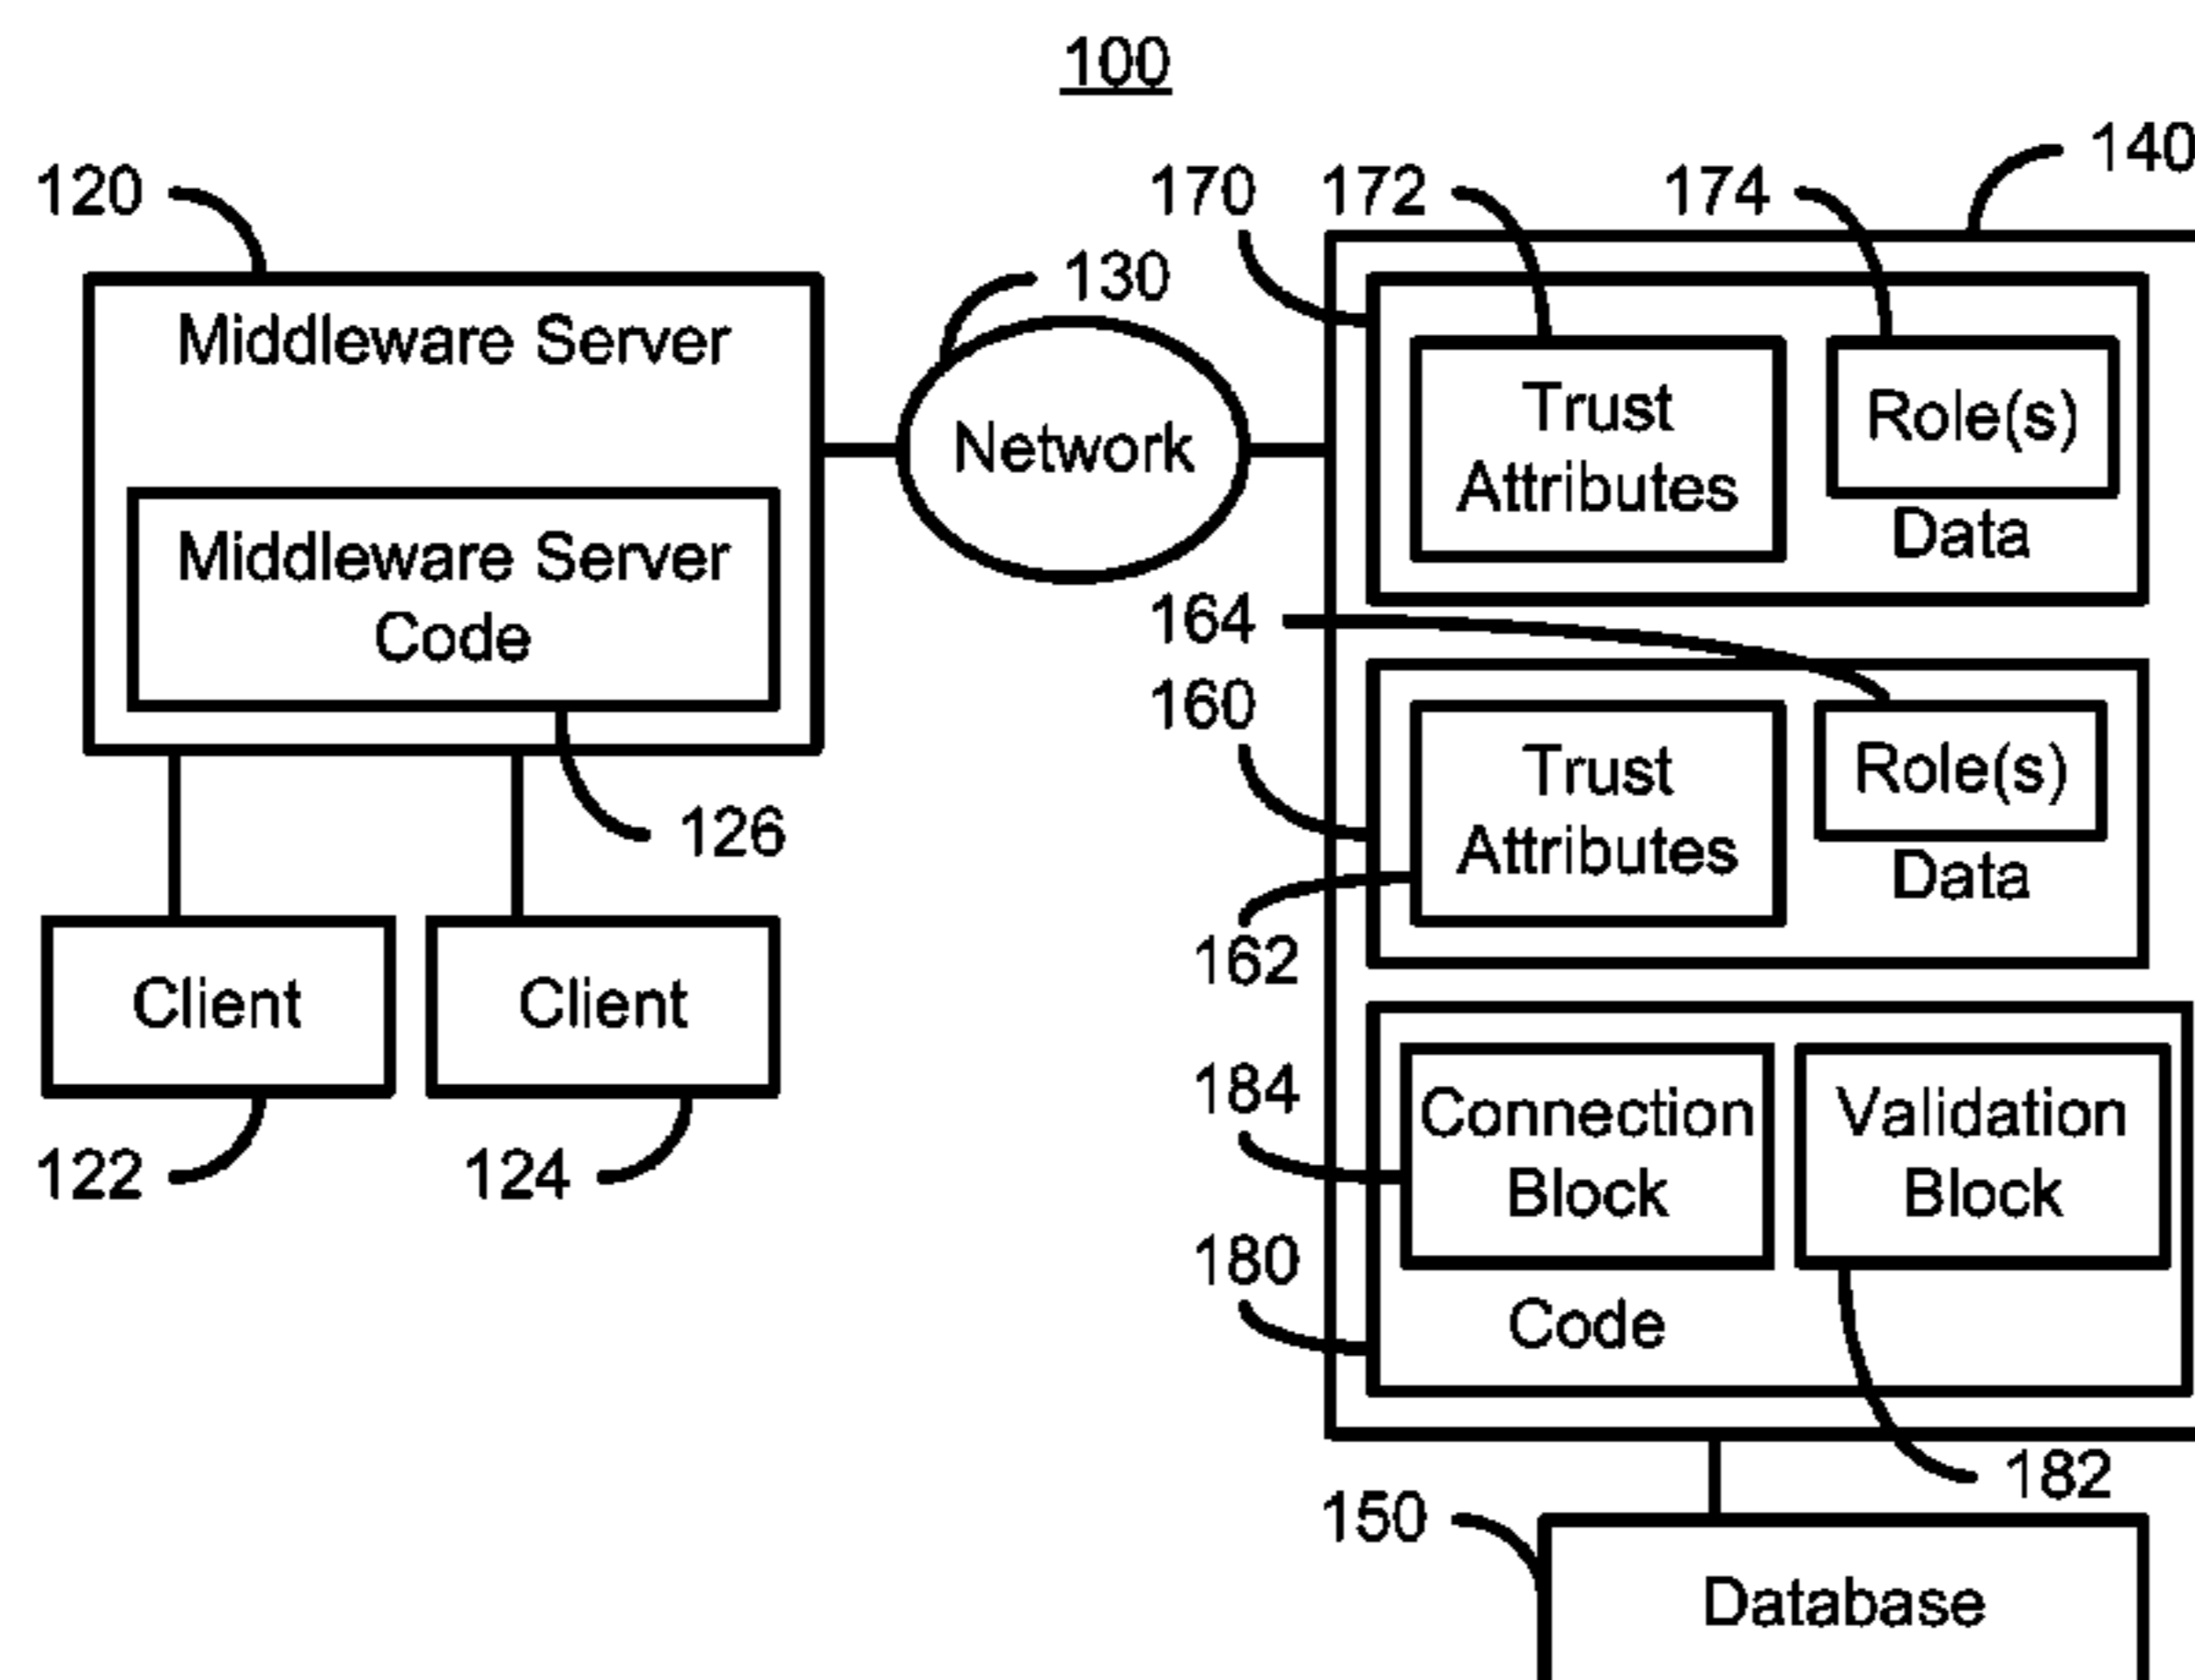 100
140
120
170 172 174
130
Middleware Server
Network
Trust
Attributes
Role(s)
Data
Middleware Server
Code
164
160
Trust
Attributes
Role(s)
Data
126
162
Client
Client
184
Connection
Block
Validation
Block
122
124
180
Code
182
150
Database